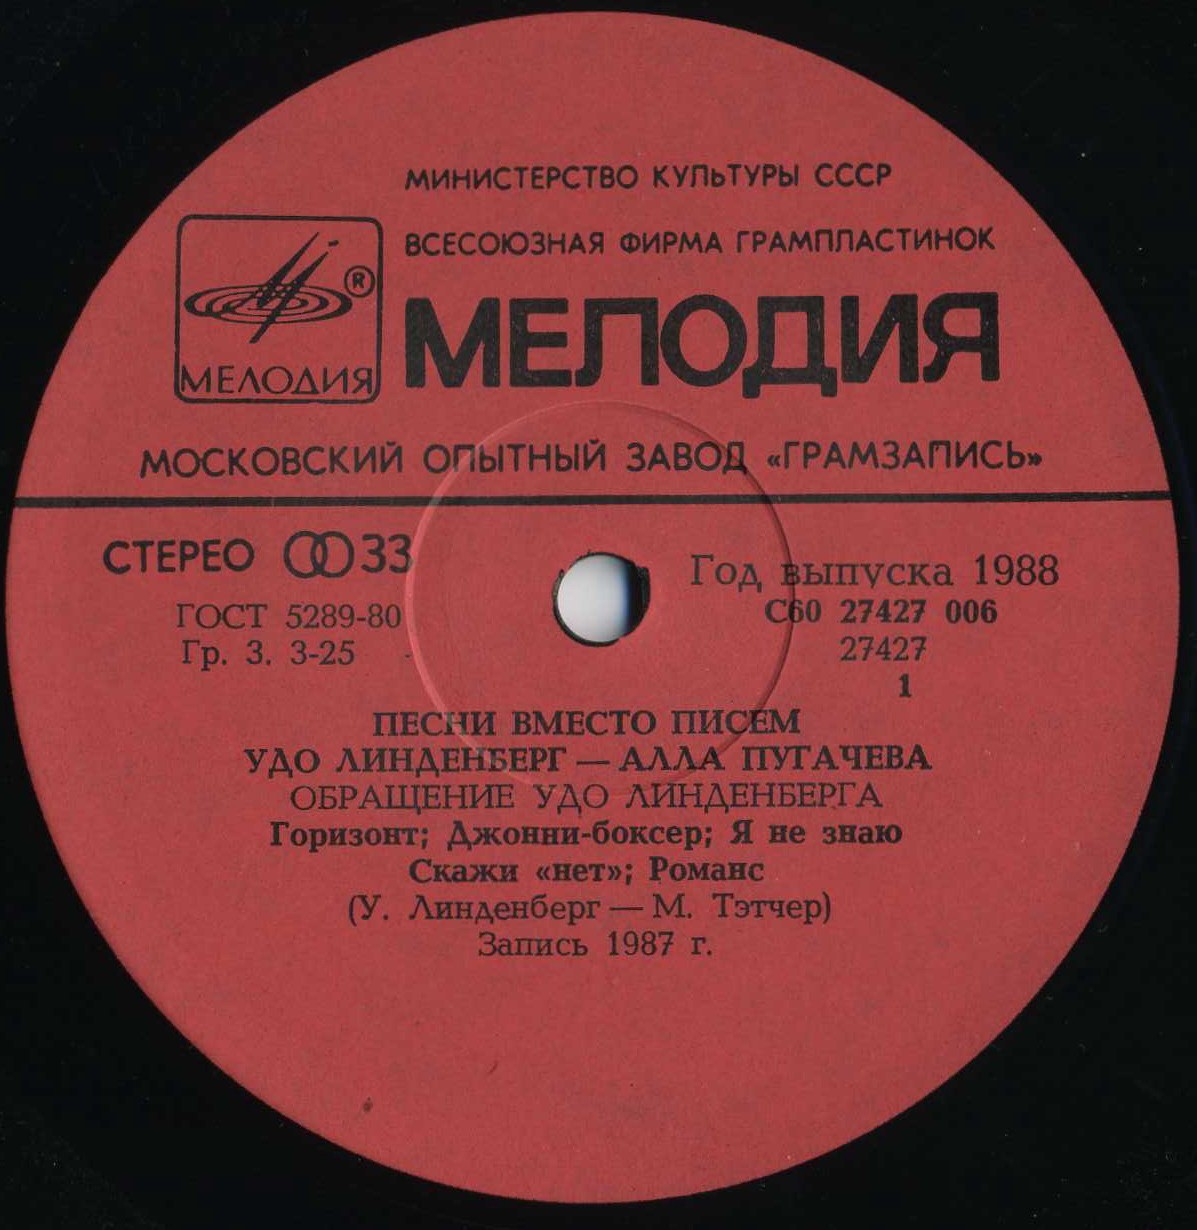 МИНИСТЕРСТВО КУЛЬТУРЫ СССР
ВСЕСОЮЗНАЯ ФИРМА ГРАМПЛАСТИНОК
МЕЛОДИЯ
®
МЕЛОДИЯ
МОСКОВСКИЙ ОПЫТНЫЙ ЗАВОД «ГРАМЗАПИСЬ»
СТЕРЕО 33
ГОСТ 5289-80
Гр. 3. 3-25
Год выпуска 1988
С60 27427 006
27427
1
ПЕСНИ ВМЕСТО ПИСЕМ
УДО ЛИНДЕНБЕРГ — АЛЛА ПУГАЧЕВА
ОБРАЩЕНИЕ УДО ЛИНДЕНБЕРГА
Горизонт; Джонни-боксер; Я не знаю
Скажи «нет»; Романс
(У. Линденберг — М. Тэтчер)
Запись 1987 г.